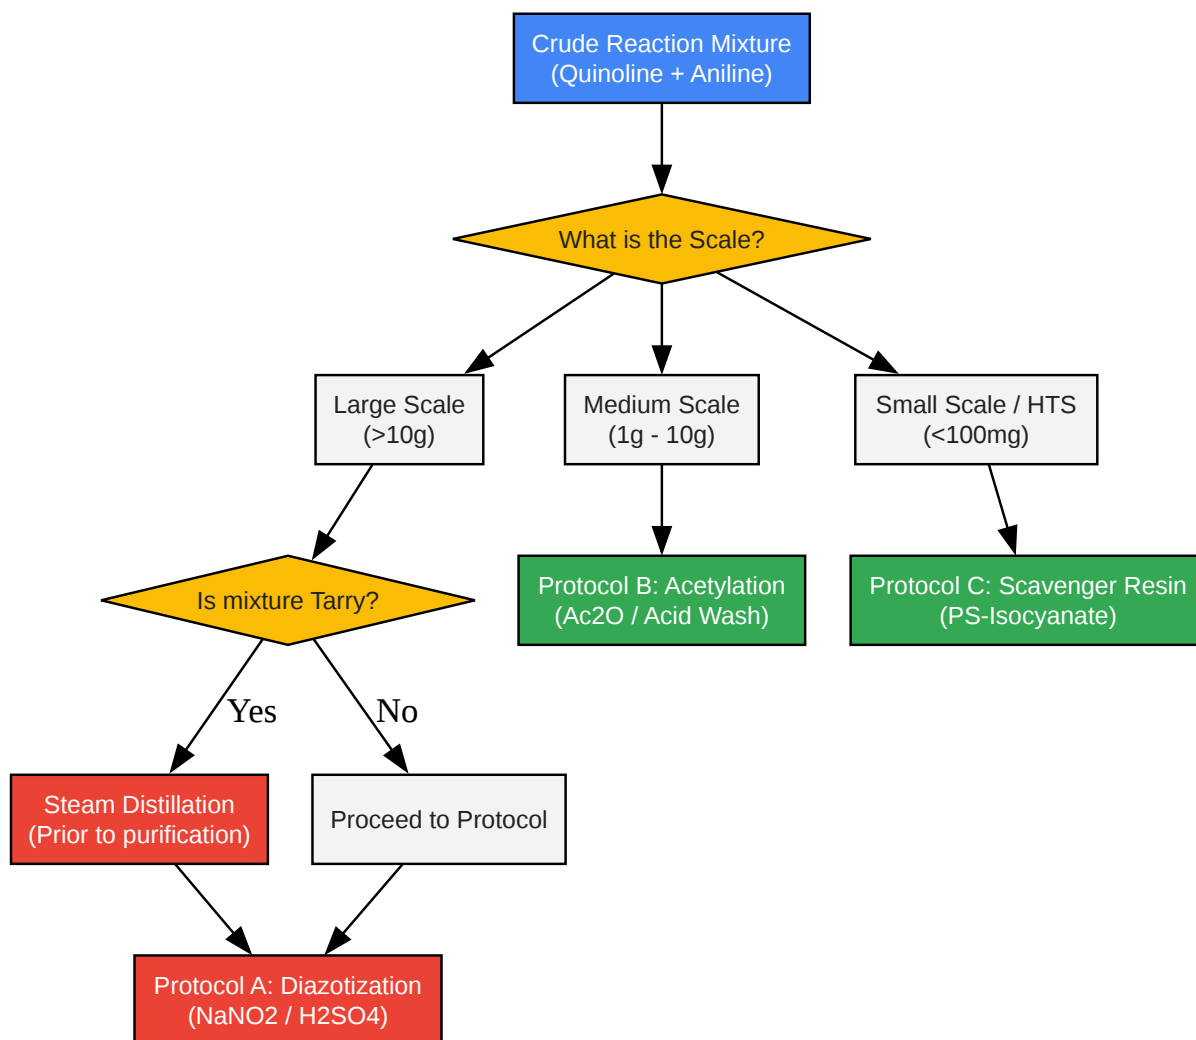 Crude Reaction Mixture
(Quinoline + Aniline)
What is the Scale?
Large Scale
(>10g)
Medium Scale
(1g - 10g)
Small Scale / HTS
(<100mg)
Is mixture Tarry?
Protocol B: Acetylation
(Ac2O / Acid Wash)
Protocol C: Scavenger Resin
(PS-Isocyanate)
Yes
No
Steam Distillation
(Prior to purification)
Proceed to Protocol
Protocol A: Diazotization
(NaNO2 / H2SO4)